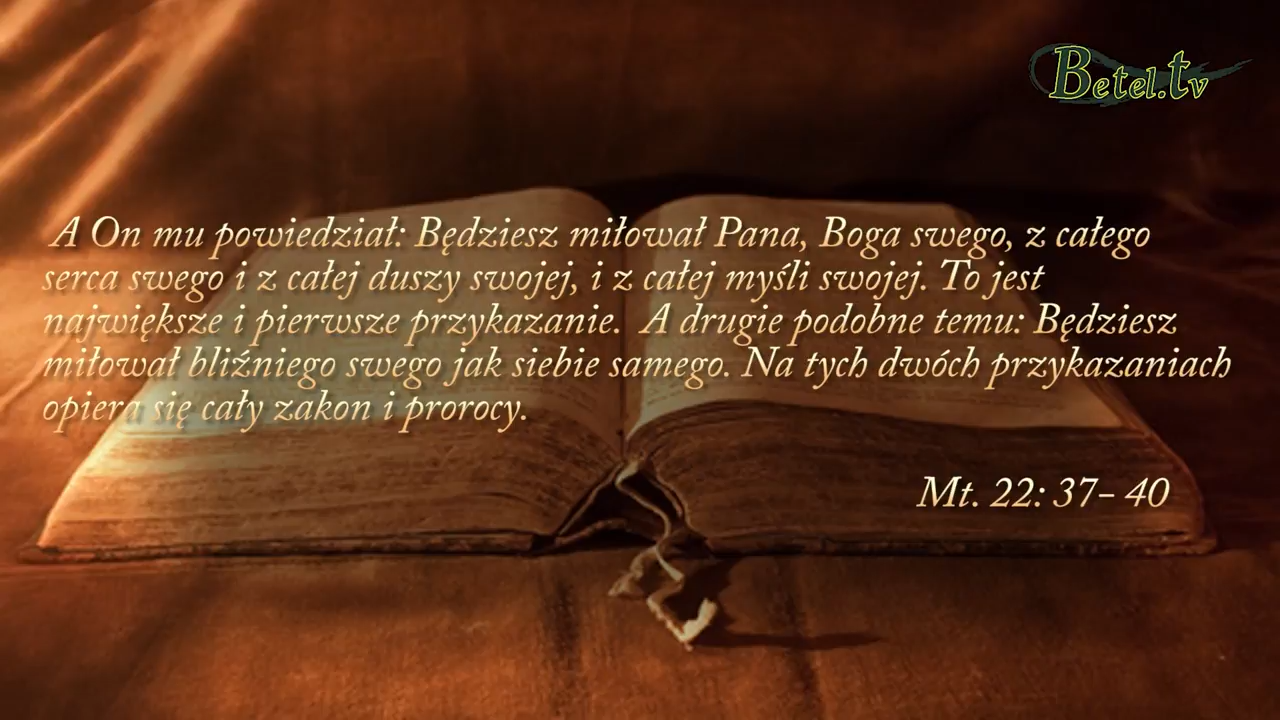 Betel.tv
A On mu powiedział: Będziesz miłował Pana, Boga swego, z całego
serca swego i z całej duszy swojej, i z całej myśli swojej. To jest
największe i pierwsze przykazanie. A drugie podobne temu: Będziesz
miłował bliźniego swego jak siebie samego. Na tych dwóch przykazaniach
opiera się cały zakon i prorocy.
Mt. 22: 37- 40